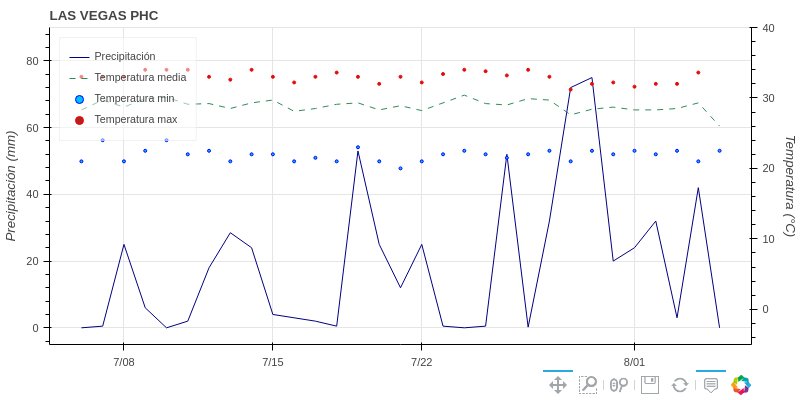 LAS VEGAS PHC
Precipitación
Temperatura media
Temperatura min
Temperatura max
Precipitación (mm)
80
60
40
20
0
Temperatura (°C)
40
30
20
10
0
7/08
7/15
7/22
8/01